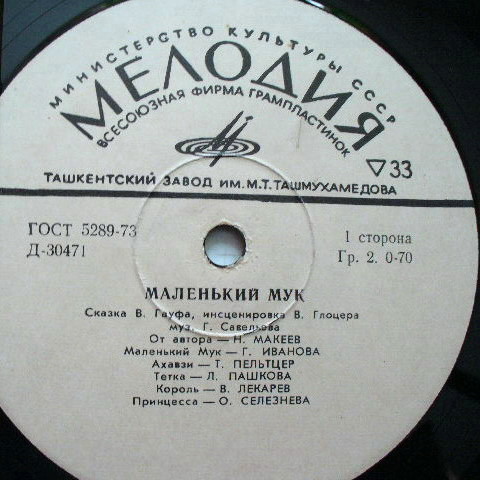 МИНИСТЕРСТВО КУЛЬТУРЫ СССР
МЕЛОДИЯ
ВСЕСОЮЗНАЯ ФИРМА ГРАМПЛАСТИНОК
▽33
ТАШКЕНТСКИЙ ЗАВОД ИМ.М.Т.ТАШМУХАМЕДОВА
ГОСТ 5289-73
Д-30471
1 сторона
Гр. 2. 0-70
МАЛЕНЬКИЙ МУК
Сказка В. Гауфа, инсценировка В. Глоцера
муз. Г. Савельева
От автора — Н. МАКЕЕВ
Маленький Мук — Г. ИВАНОВА
Ахавзи — Т. ПЕЛЬТЦЕР
Тетка — Л. ПАШКОВА
Король — В. ЛЕКАРЕВ
Принцесса — О. СЕЛЕЗНЕВА